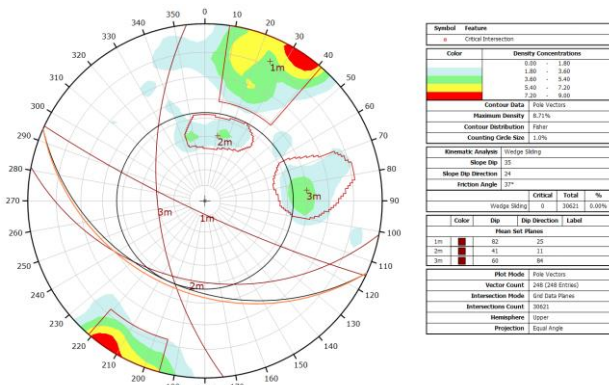 0
350
10
340
20
330
30
320
40
310
50
300
60
290
70
280
80
270
90
260
100
250
110
240
120
230
130
220
140
210
150
200
160
170
1m
2m
3m
3m
1m
2m
Symbol Feature
Critical Intersection
Color Density Concentrations
0.00 - 1.80
1.80 - 3.60
3.60 - 5.40
5.40 - 7.20
7.20 - 9.00
Contour Data Pole Vectors
Maximum Density 8.71%
Contour Distribution Fisher
Counting Circle Size 1.0%
Kinematic Analysis Wedge Sliding
Slope Dip 35
Slope Dip Direction 34
Friction Angle 37°
Critical Total %
Wedge Sliding 0 30621 0.00%
Color Dip Dip Direction Label
Mean Set Planes
1m 82 25
2m 41 11
3m 60 84
Plot Mode Pole Vectors
Vector Count 248 (248 Entries)
Intersection Mode Grid Data Planes
Intersections Count 30621
Hemisphere Upper
Projection Equal Angle